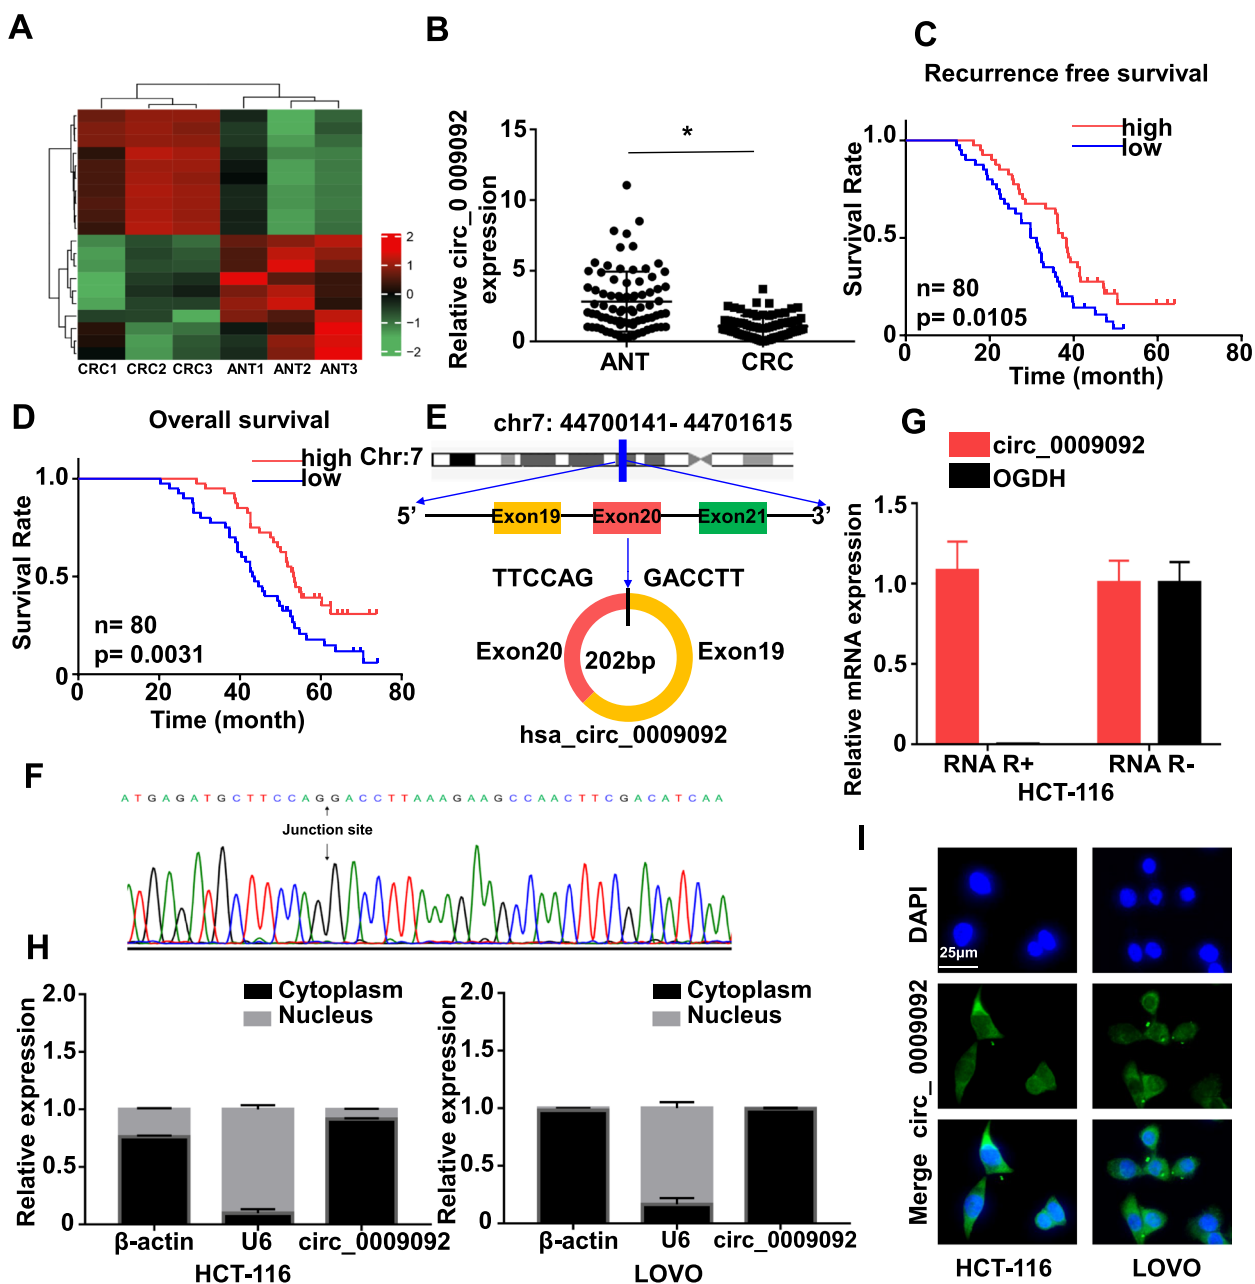 A
CRC1 CRC2 CRC3 ANT1 ANT2 ANT3
2
1
0
−1
−2
B
Relative circ_0 009092
expression
15
10
5
0
*
ANT CRC
C
Recurrence free survival
high
low
Survival Rate
1.0
0.5
0
n= 80
p= 0.0105
0 20 40 60 80
Time (month)
D
Overall survival
high
low
Survival Rate
1.0
0.5
0
n= 80
p= 0.0031
0 20 40 60 80
Time (month)
E
chr7: 44700141- 44701615
Chr:7
5’ Exon19 Exon20 Exon21 3’
TTCCAG GACCTT
Exon20 202bp Exon19
hsa_circ_0009092
F
ATGAGATGCTTCCAGGACCTTAAAGAAGCCAACTTCGACATCAA
Junction site
G
circ_0009092
OGDH
Relative mRNA expression
1.5
1.0
0.5
0
RNA R+ RNA R-
HCT-116
H
Cytoplasm
Nucleus
Relative expression
2.0
1.5
1.0
0.5
0
β-actin U6 circ_0009092
HCT-116
Cytoplasm
Nucleus
Relative expression
2.0
1.5
1.0
0.5
0
β-actin U6 circ_0009092
LOVO
I
DAPI
25μm
circ_0009092
Merge
HCT-116 LOVO